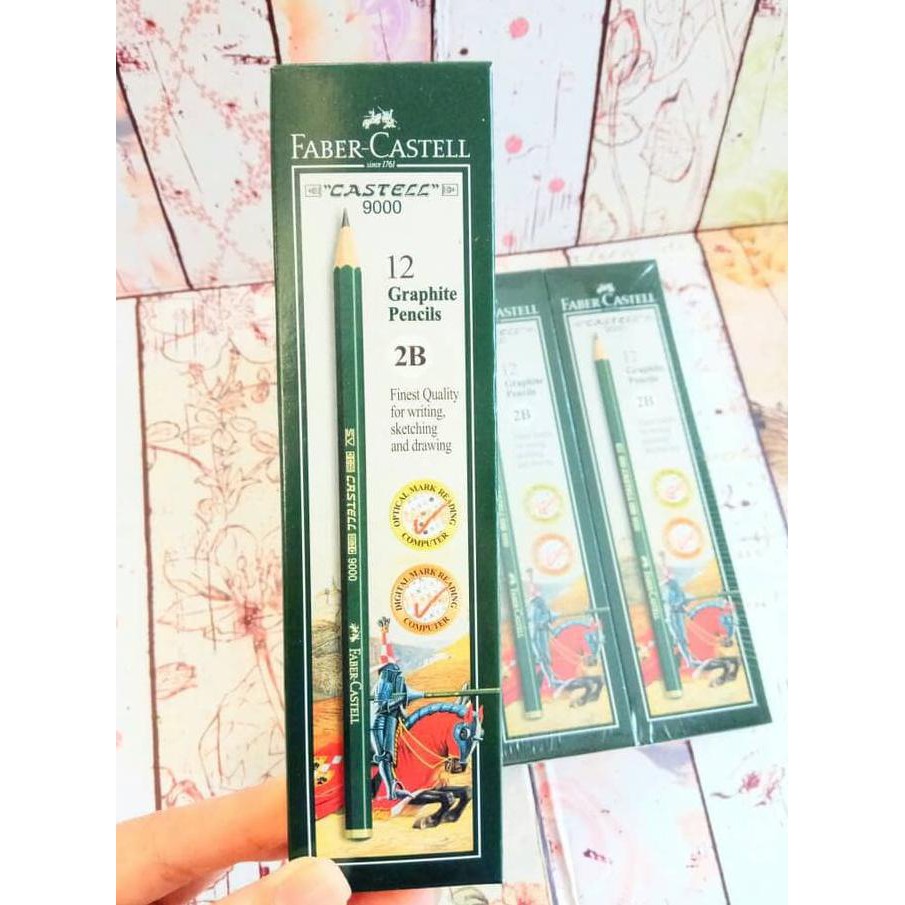 FABER-CASTELL
since 1761
"CASTELL"
9000
12
Graphite
Pencils
2B
Finest Quality
for writing,
sketching
and drawing
OPTICAL MARK READING
COMPUTER
DIGITAL MARK READING
COMPUTER
CASTELL 9000
FABER-CASTELL
CASTELL
12
Graphite
Pencils
2B
FABER CASTELL
"CASTELL"
9000
12
Graphite
Pencils
2B